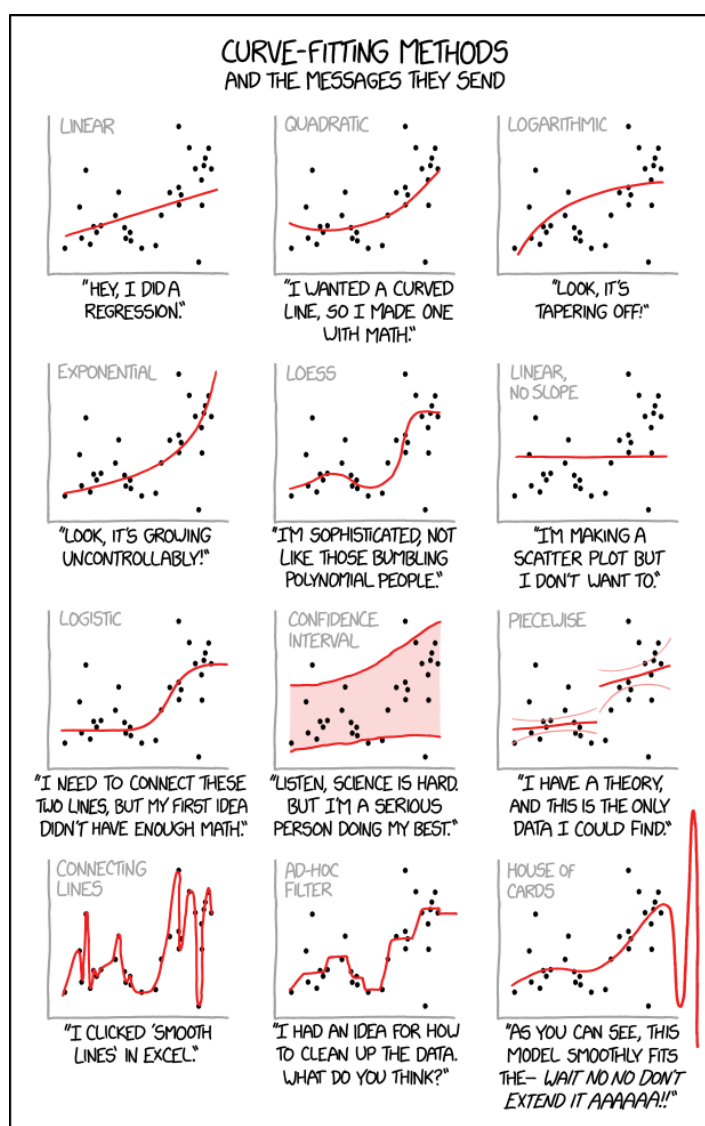 CURVE-FITTING METHODS
AND THE MESSAGES THEY SEND
LINEAR
"HEY, I DID A
REGRESSION."
QUADRATIC
"I WANTED A CURVED
LINE, SO I MADE ONE
WITH MATH."
LOGARITHMIC
"LOOK, IT'S
TAPERING OFF!"
EXPONENTIAL
"LOOK, IT'S GROWING
UNCONTROLLABLY!"
LOESS
"I'M SOPHISTICATED, NOT
LIKE THOSE BUMBLING
POLYNOMIAL PEOPLE."
LINEAR,
NO SLOPE
"I'M MAKING A
SCATTER PLOT BUT
I DON'T WANT TO."
LOGISTIC
"I NEED TO CONNECT THESE
TWO LINES, BUT MY FIRST IDEA
DIDN'T HAVE ENOUGH MATH."
CONFIDENCE
INTERVAL
"LISTEN, SCIENCE IS HARD.
BUT I'M A SERIOUS
PERSON DOING MY BEST."
PIECEWISE
"I HAVE A THEORY,
AND THIS IS THE ONLY
DATA I COULD FIND."
CONNECTING
LINES
"I CLICKED 'SMOOTH
LINES' IN EXCEL."
AD-HOC
FILTER
"I HAD AN IDEA FOR HOW
TO CLEAN UP THE DATA.
WHAT DO YOU THINK?"
HOUSE OF
CARDS
"AS YOU CAN SEE, THIS
MODEL SMOOTHLY FITS
THE— WAIT NO NO DON'T
EXTEND IT AAAAAA!!"